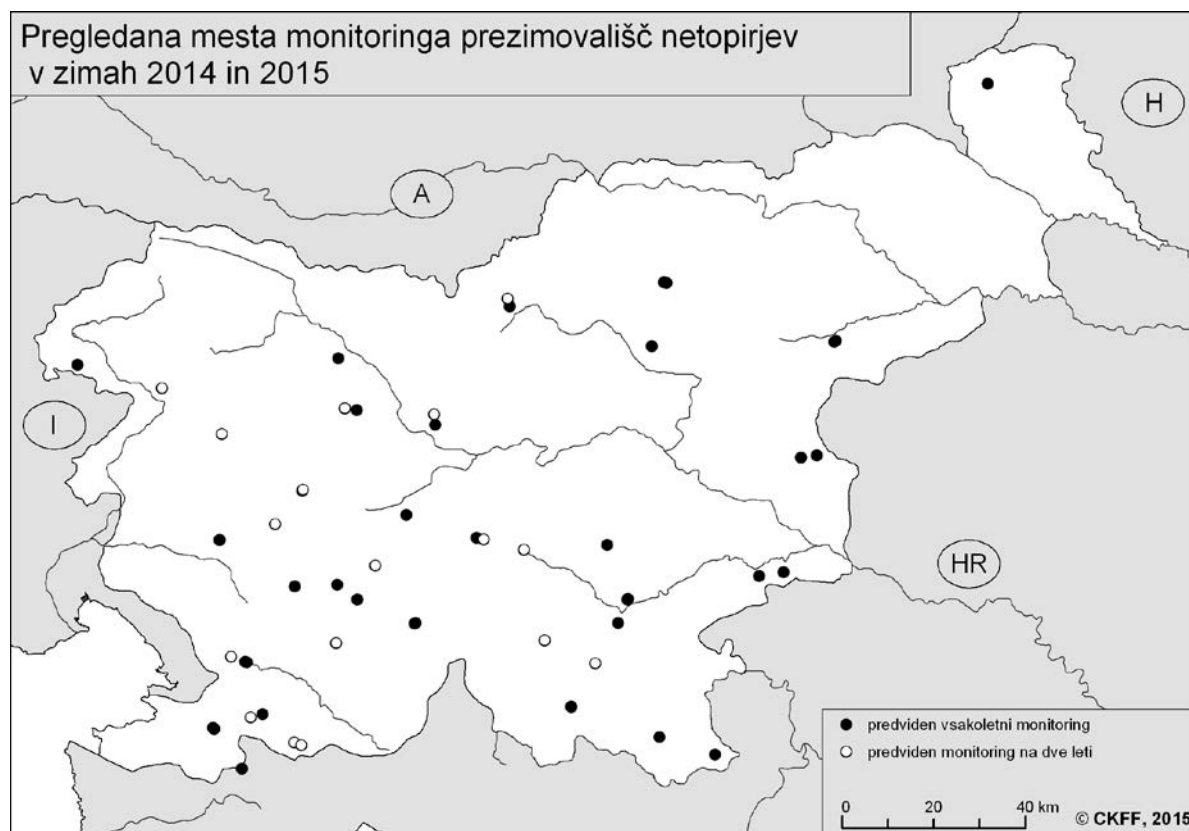 Pregledana mesta monitoringa prezimovališč netopirjev
v zimah 2014 in 2015
H
A
I
HR
predviden vsakoletni monitoring
predviden monitoring na dve leti
0 20 40 km
© CKFF, 2015